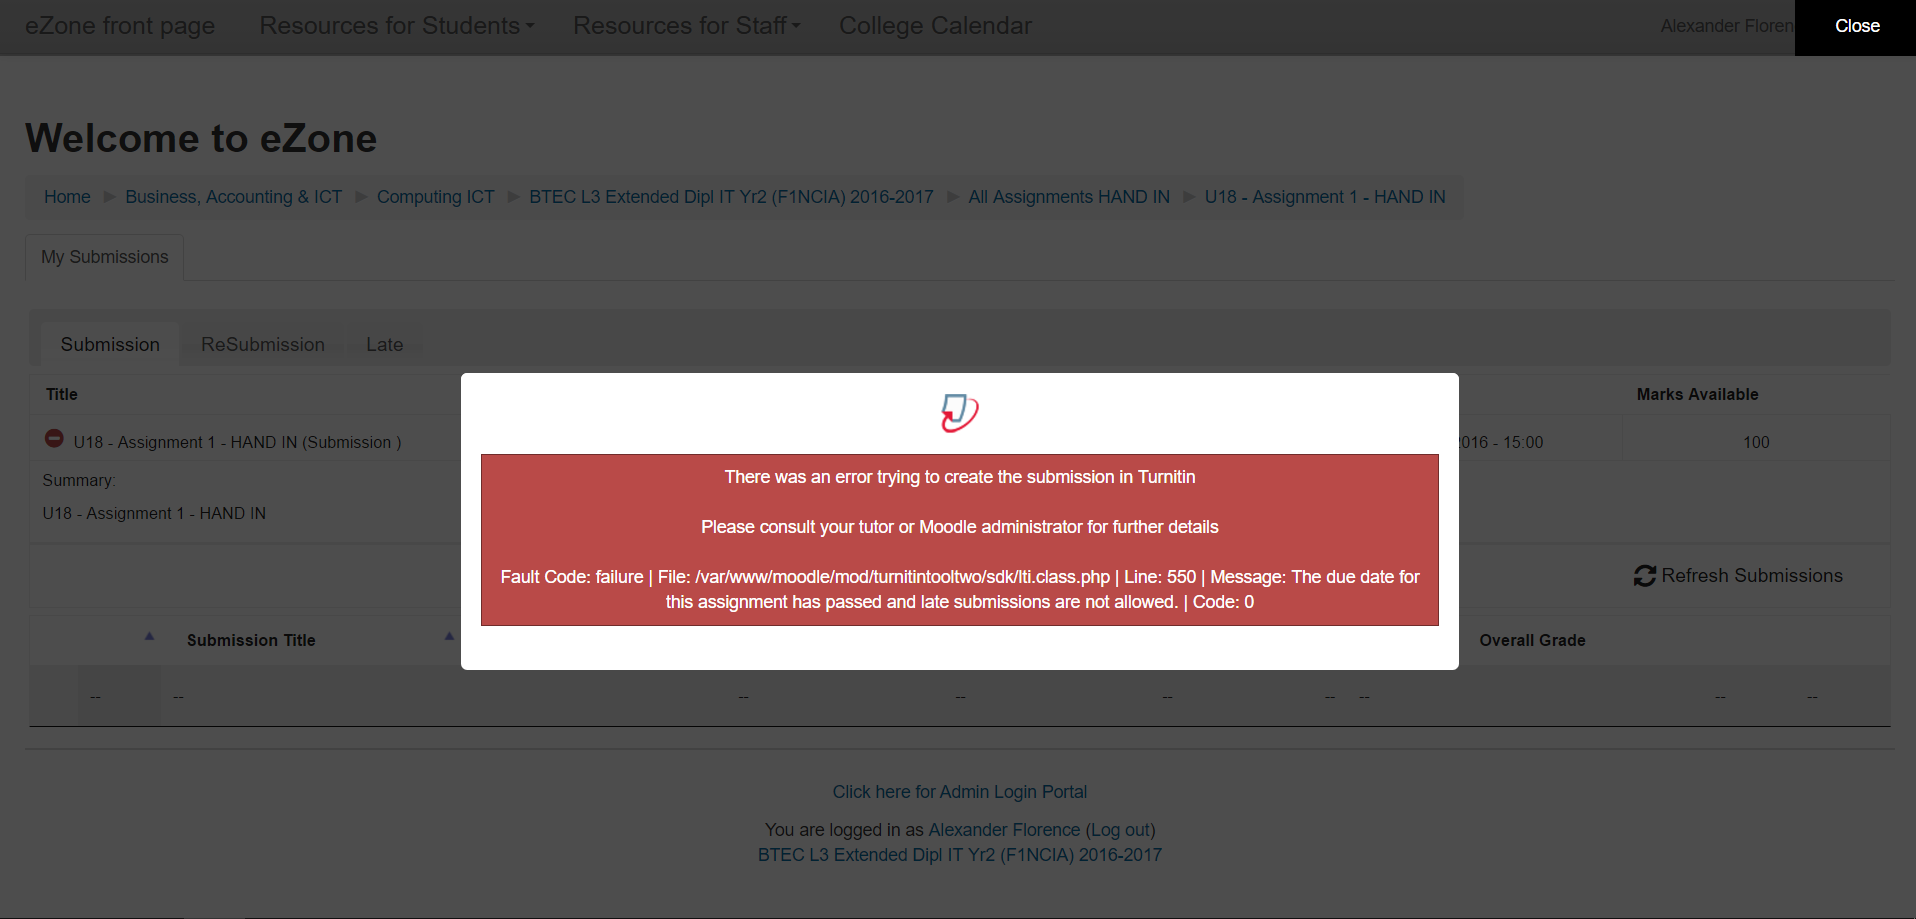 eZone front page Resources for Students Resources for Staff College Calendar Alexander Floren Close
Welcome to eZone
Home Business, Accounting & ICT Computing ICT BTEC L3 Extended Dipl IT Yr2 (F1NCIA) 2016-2017 All Assignments HAND IN U18 - Assignment 1 - HAND IN
My Submissions
Submission ReSubmission Late
Title Marks Available
U18 - Assignment 1 - HAND IN (Submission ) 016 - 15:00 100
Summary:
U18 - Assignment 1 - HAND IN
There was an error trying to create the submission in Turnitin
Please consult your tutor or Moodle administrator for further details
Fault Code: failure | File: /var/www/moodle/mod/turnitintooltwo/sdk/lti.class.php | Line: 550 | Message: The due date for
this assignment has passed and late submissions are not allowed. | Code: 0
Refresh Submissions
Submission Title Overall Grade
-- -- -- -- -- -- -- -- --
Click here for Admin Login Portal
You are logged in as Alexander Florence (Log out)
BTEC L3 Extended Dipl IT Yr2 (F1NCIA) 2016-2017